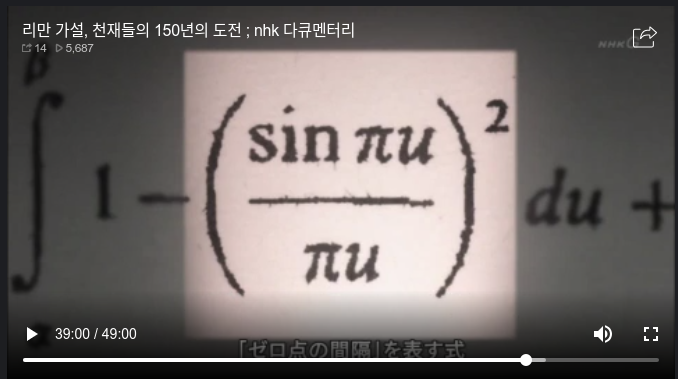 리만 가설, 천재들의 150년의 도전 ; nhk 다큐멘터리
14 5,687
NHK
β
∫ 1 − (sin πu / πu)² du +
39:00 / 49:00
「ゼロ点の間隔」を表す式